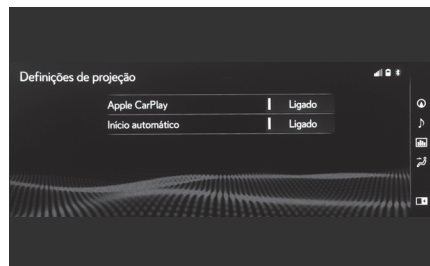 Definições de projeção
Apple CarPlay
Ligado
Início automático
Ligado